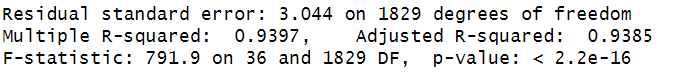 Residual standard error: 3.044 on 1829 degrees of freedom
Multiple R-squared:  0.9397,    Adjusted R-squared:  0.9385
F-statistic: 791.9 on 36 and 1829 DF,  p-value: < 2.2e-16